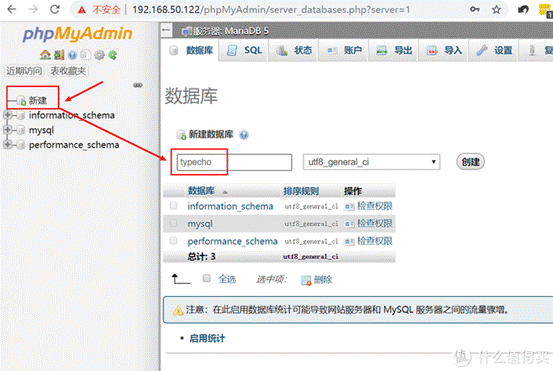 不安全 | 192.168.50.122/phpMyAdmin/server_databases.php?server=1
phpMyAdmin
近期访问 表收藏夹
新建
information_schema
mysql
performance_schema
服务器: MariaDB 5
数据库 SQL 状态 账户 导出 导入 设置
数据库
新建数据库
typecho utf8_general_ci 创建
数据库 排序规则 操作
information_schema utf8_general_ci 检查权限
mysql utf8_general_ci 检查权限
performance_schema utf8_general_ci 检查权限
总计: 3 utf8_general_ci
全选 选中项: 删除
注意: 在此启用数据库统计可能导致网站服务器和 MySQL 服务器之间的流量骤增。
启用统计
值 什么值得买